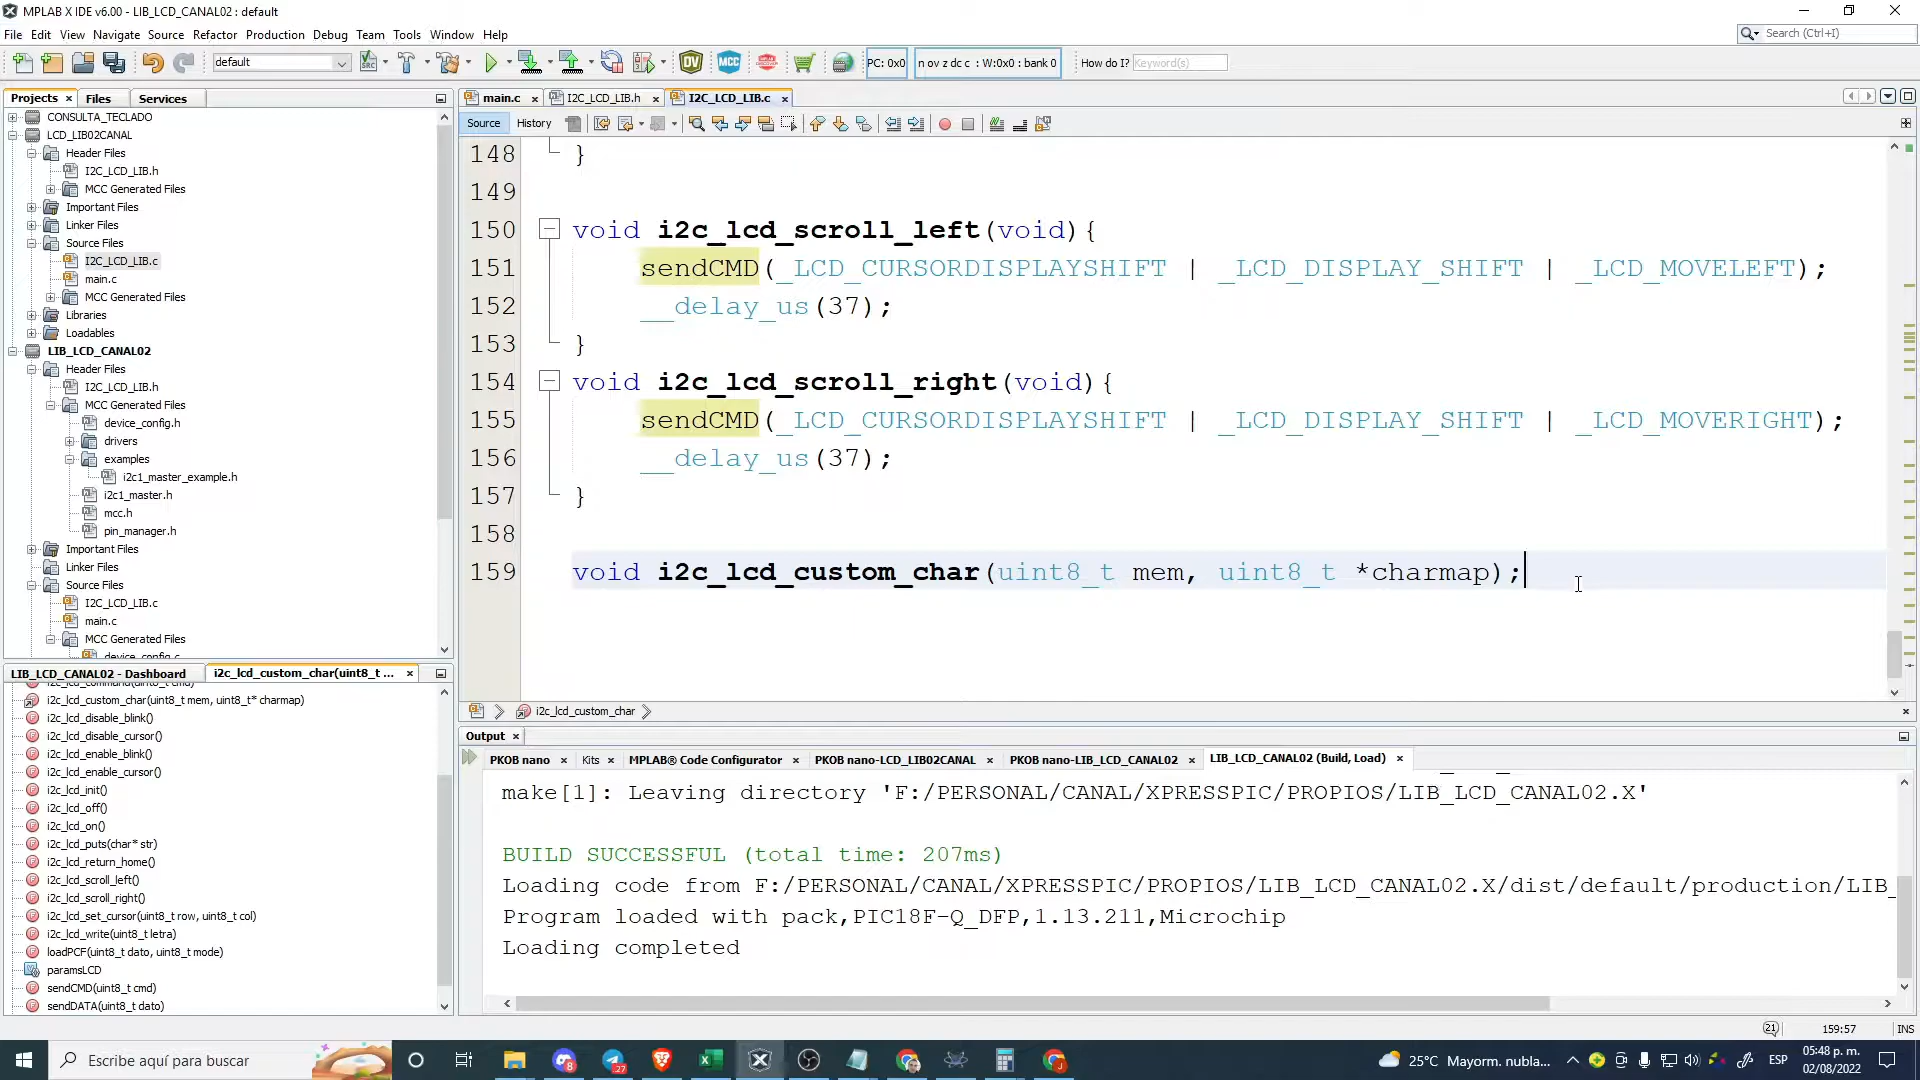 MPLAB X IDE v6.00 - LIB_LCD_CANAL02 : default
File Edit View Navigate Source Refactor Production Debug Team Tools Window Help
Search (Ctrl+I)
default
PC: 0x0
n ov z dc c : W:0x0 : bank 0
How do I? Keyword(s)
Projects Files Services
CONSULTA_TECLADO
LCD_LIB02CANAL
Header Files
I2C_LCD_LIB.h
MCC Generated Files
Important Files
Linker Files
Source Files
I2C_LCD_LIB.c
main.c
MCC Generated Files
Libraries
Loadables
LIB_LCD_CANAL02
Header Files
I2C_LCD_LIB.h
MCC Generated Files
device_config.h
drivers
examples
i2c1_master_example.h
i2c1_master.h
mcc.h
pin_manager.h
Important Files
Linker Files
Source Files
I2C_LCD_LIB.c
main.c
MCC Generated Files
device_config.c
LIB_LCD_CANAL02 - Dashboard i2c_lcd_custom_char(uint8_t ...
i2c_lcd_command(uint8_t cmd)
i2c_lcd_custom_char(uint8_t mem, uint8_t* charmap)
i2c_lcd_disable_blink()
i2c_lcd_disable_cursor()
i2c_lcd_enable_blink()
i2c_lcd_enable_cursor()
i2c_lcd_init()
i2c_lcd_off()
i2c_lcd_on()
i2c_lcd_puts(char* str)
i2c_lcd_return_home()
i2c_lcd_scroll_left()
i2c_lcd_scroll_right()
i2c_lcd_set_cursor(uint8_t row, uint8_t col)
i2c_lcd_write(uint8_t letra)
loadPCF(uint8_t dato, uint8_t mode)
paramsLCD
sendCMD(uint8_t cmd)
sendDATA(uint8_t dato)
main.c I2C_LCD_LIB.h I2C_LCD_LIB.c
Source History
148 }
149
150 void i2c_lcd_scroll_left(void){
151 sendCMD(_LCD_CURSORDISPLAYSHIFT | _LCD_DISPLAY_SHIFT | _LCD_MOVELEFT);
152 __delay_us(37);
153 }
154 void i2c_lcd_scroll_right(void){
155 sendCMD(_LCD_CURSORDISPLAYSHIFT | _LCD_DISPLAY_SHIFT | _LCD_MOVERIGHT);
156 __delay_us(37);
157 }
158
159 void i2c_lcd_custom_char(uint8_t mem, uint8_t *charmap);
i2c_lcd_custom_char
Output
PKOB nano Kits MPLAB® Code Configurator PKOB nano-LCD_LIB02CANAL PKOB nano-LIB_LCD_CANAL02 LIB_LCD_CANAL02 (Build, Load)
make[1]: Leaving directory 'F:/PERSONAL/CANAL/XPRESSPIC/PROPIOS/LIB_LCD_CANAL02.X'
BUILD SUCCESSFUL (total time: 207ms)
Loading code from F:/PERSONAL/CANAL/XPRESSPIC/PROPIOS/LIB_LCD_CANAL02.X/dist/default/production/LIB_
Program loaded with pack,PIC18F-Q_DFP,1.13.211,Microchip
Loading completed
21 159:57 INS
Escribe aquí para buscar
25°C Mayorm. nubla...
ESP
05:48 p. m.
02/08/2022